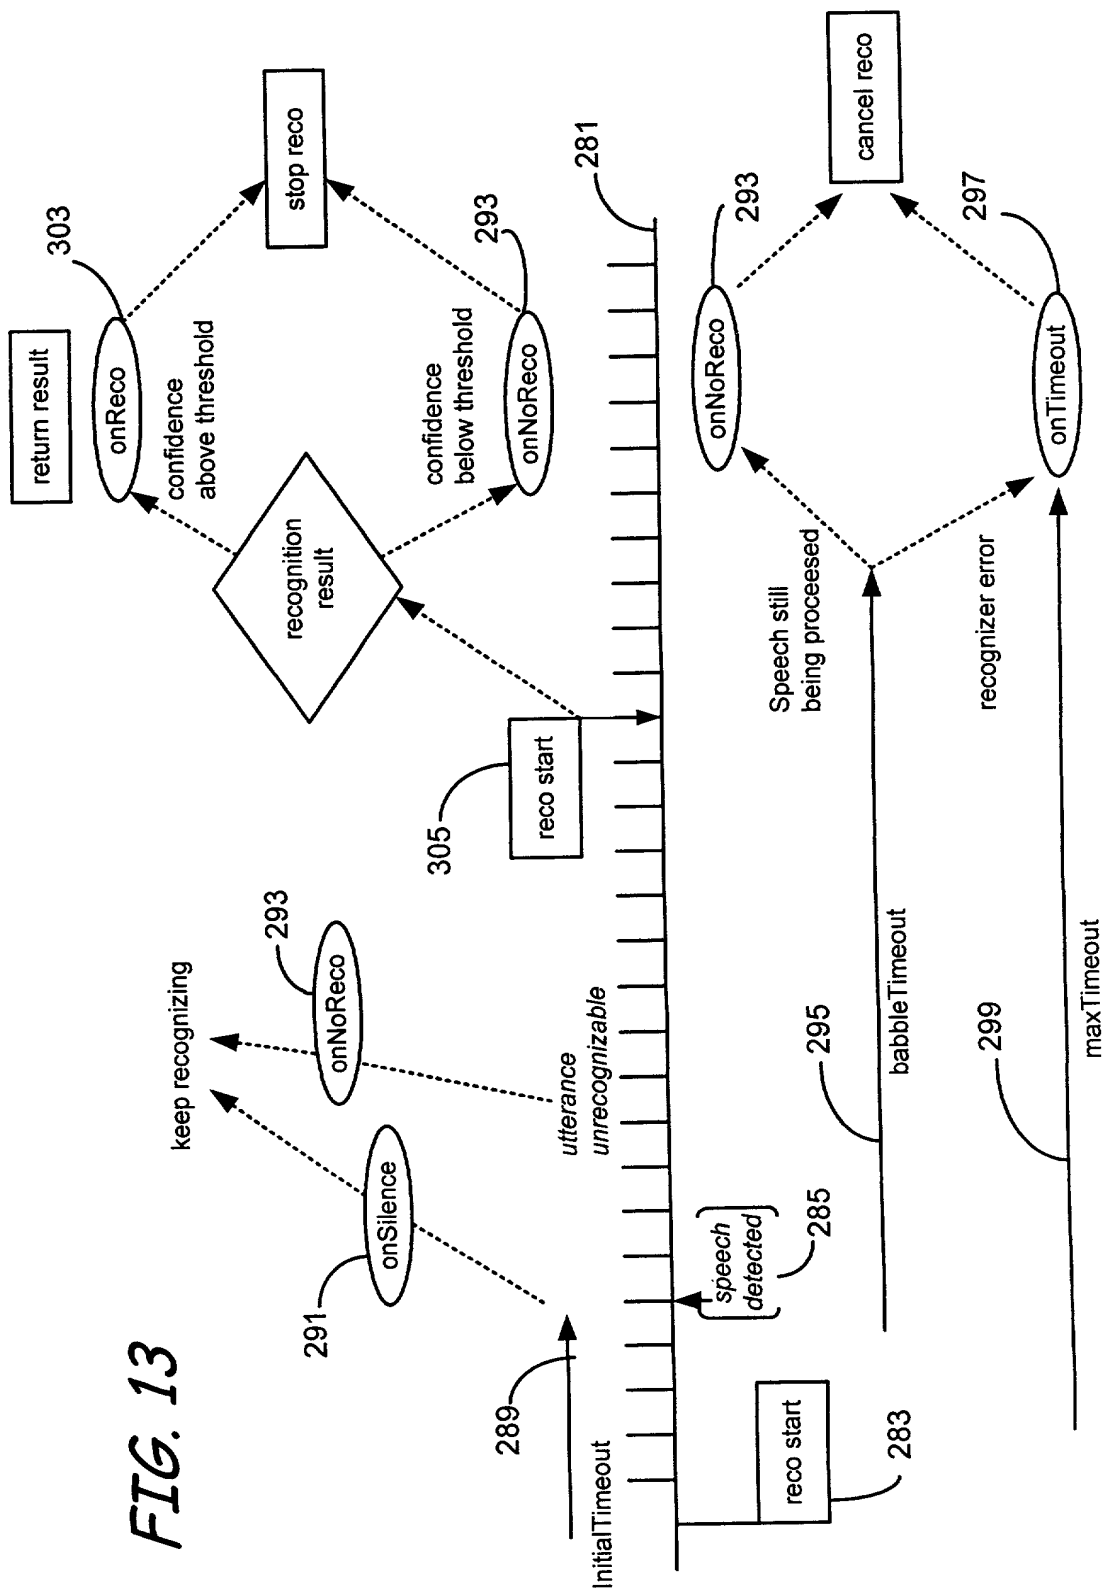 FIG. 13
return result
303
onReco
confidence
above threshold
stop reco
recognition
result
confidence
below threshold
293
onNoReco
keep recognizing
293
onNoReco
291
onSilence
305
reco start
281
utterance
unrecognizable
289
InitialTimeout
speech
detected
285
reco start
283
293
onNoReco
Speech still
being proceesed
cancel reco
295
babbleTimeout
recognizer error
297
onTimeout
299
maxTimeout